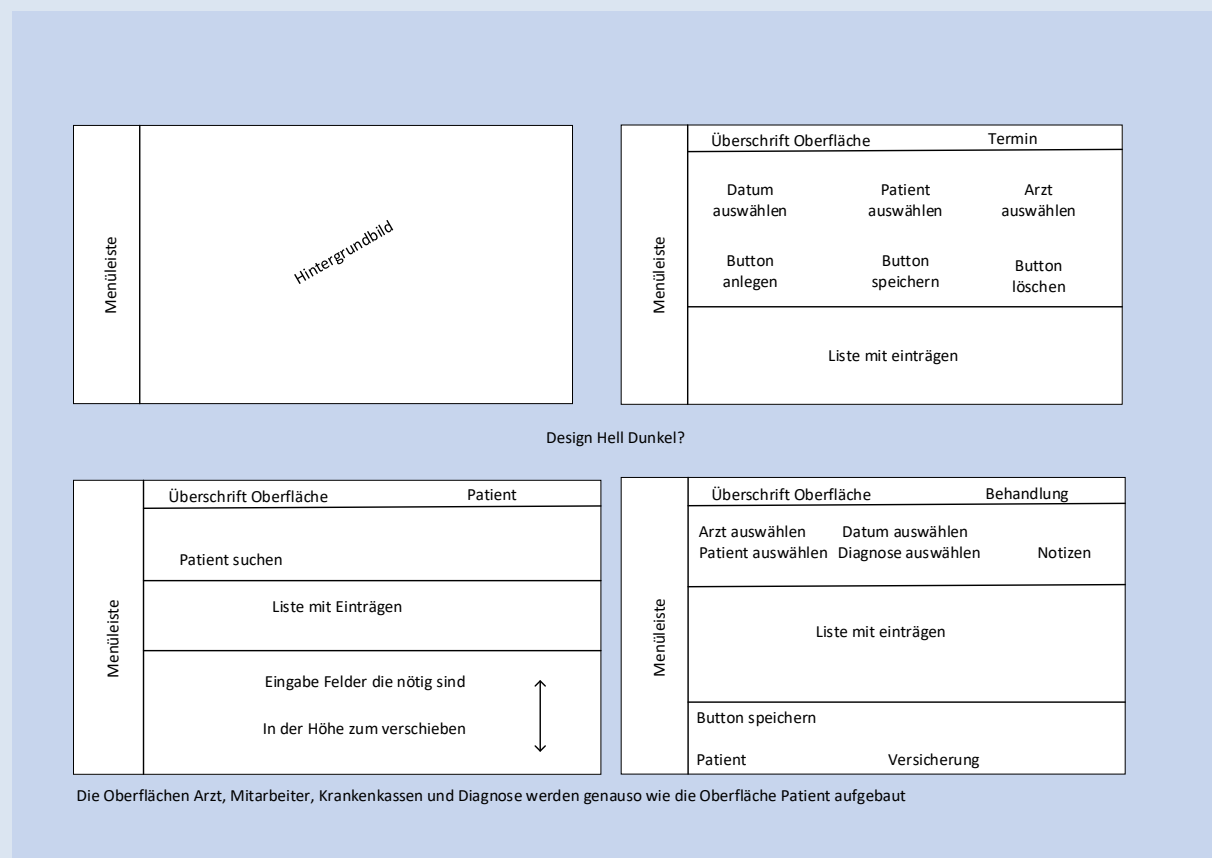 Menüleiste
Hintergrundbild
Menüleiste
Überschrift Oberfläche Termin
Datum
auswählen
Patient
auswählen
Arzt
auswählen
Button
anlegen
Button
speichern
Button
löschen
Liste mit einträgen
Design Hell Dunkel?
Menüleiste
Überschrift Oberfläche Patient
Patient suchen
Liste mit Einträgen
Eingabe Felder die nötig sind
In der Höhe zum verschieben
Menüleiste
Überschrift Oberfläche Behandlung
Arzt auswählen Datum auswählen
Patient auswählen Diagnose auswählen Notizen
Liste mit einträgen
Button speichern
Patient Versicherung
Die Oberflächen Arzt, Mitarbeiter, Krankenkassen und Diagnose werden genauso wie die Oberfläche Patient aufgebaut